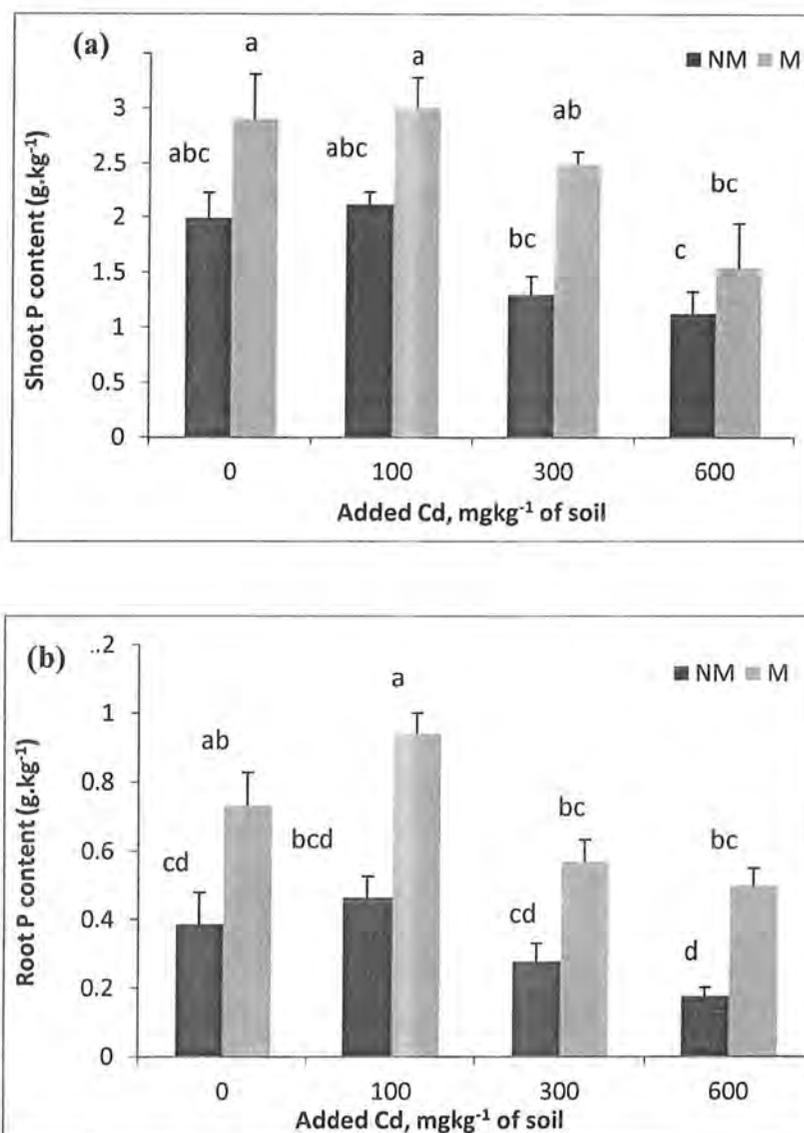 (a)
NM M
Shoot P content (g.kg-1)
3
2.5
2
1.5
1
0.5
0
a
a
ab
abc
abc
bc
bc
c
0 100 300 600
Added Cd, mgkg-1 of soil
(b)
NM M
Root P content (g.kg-1)
..2
1
0.8
0.6
0.4
0.2
0
a
ab
bcd
bc
bc
cd
cd
d
0 100 300 600
Added Cd, mgkg-1 of soil